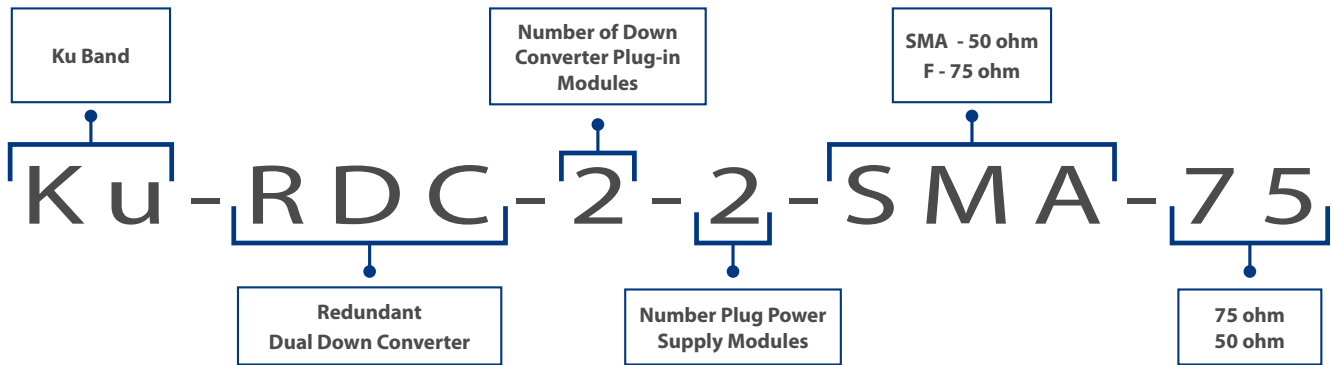 Ku Band
Number of Down
Converter Plug-in
Modules
SMA - 50 ohm
F - 75 ohm
Ku-RDC-2-2-SMA-75
Redundant
Dual Down Converter
Number Plug Power
Supply Modules
75 ohm
50 ohm